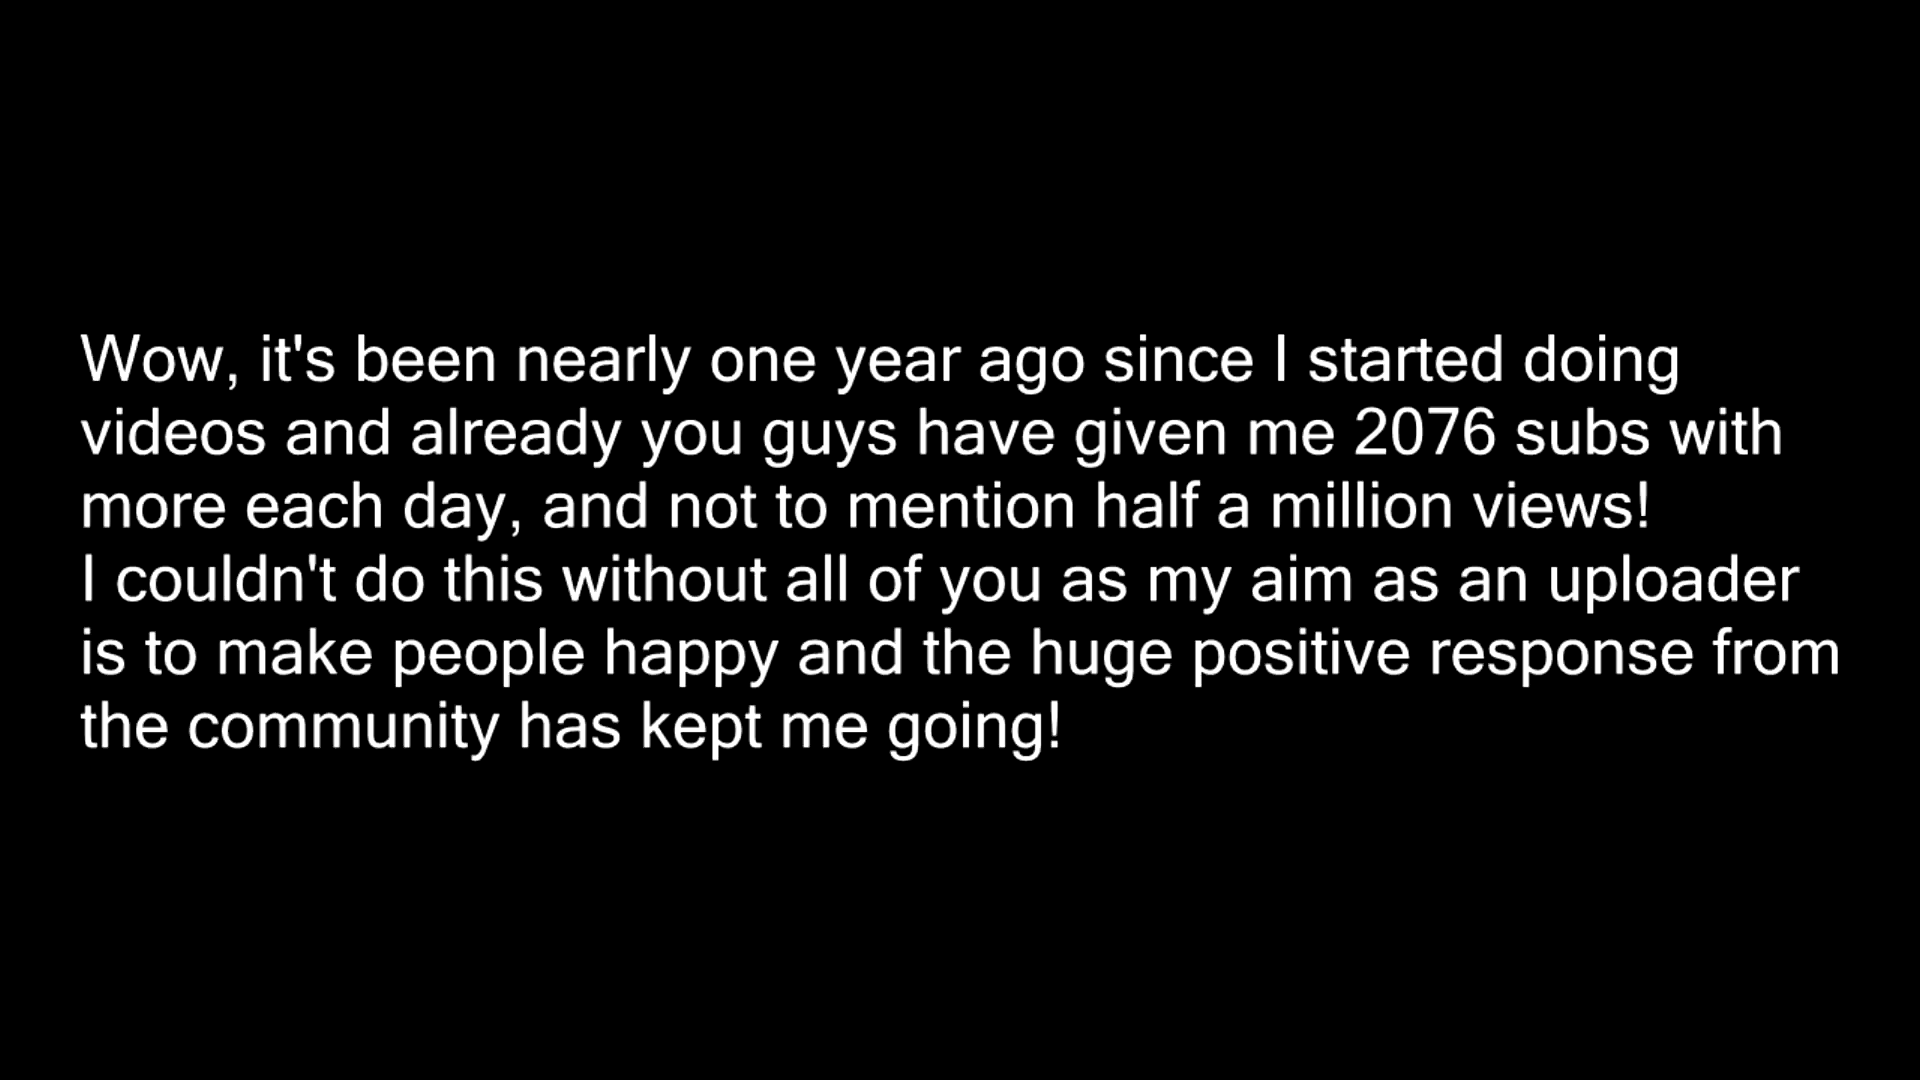 Wow, it's been nearly one year ago since I started doing
videos and already you guys have given me 2076 subs with
more each day, and not to mention half a million views!
I couldn't do this without all of you as my aim as an uploader
is to make people happy and the huge positive response from
the community has kept me going!